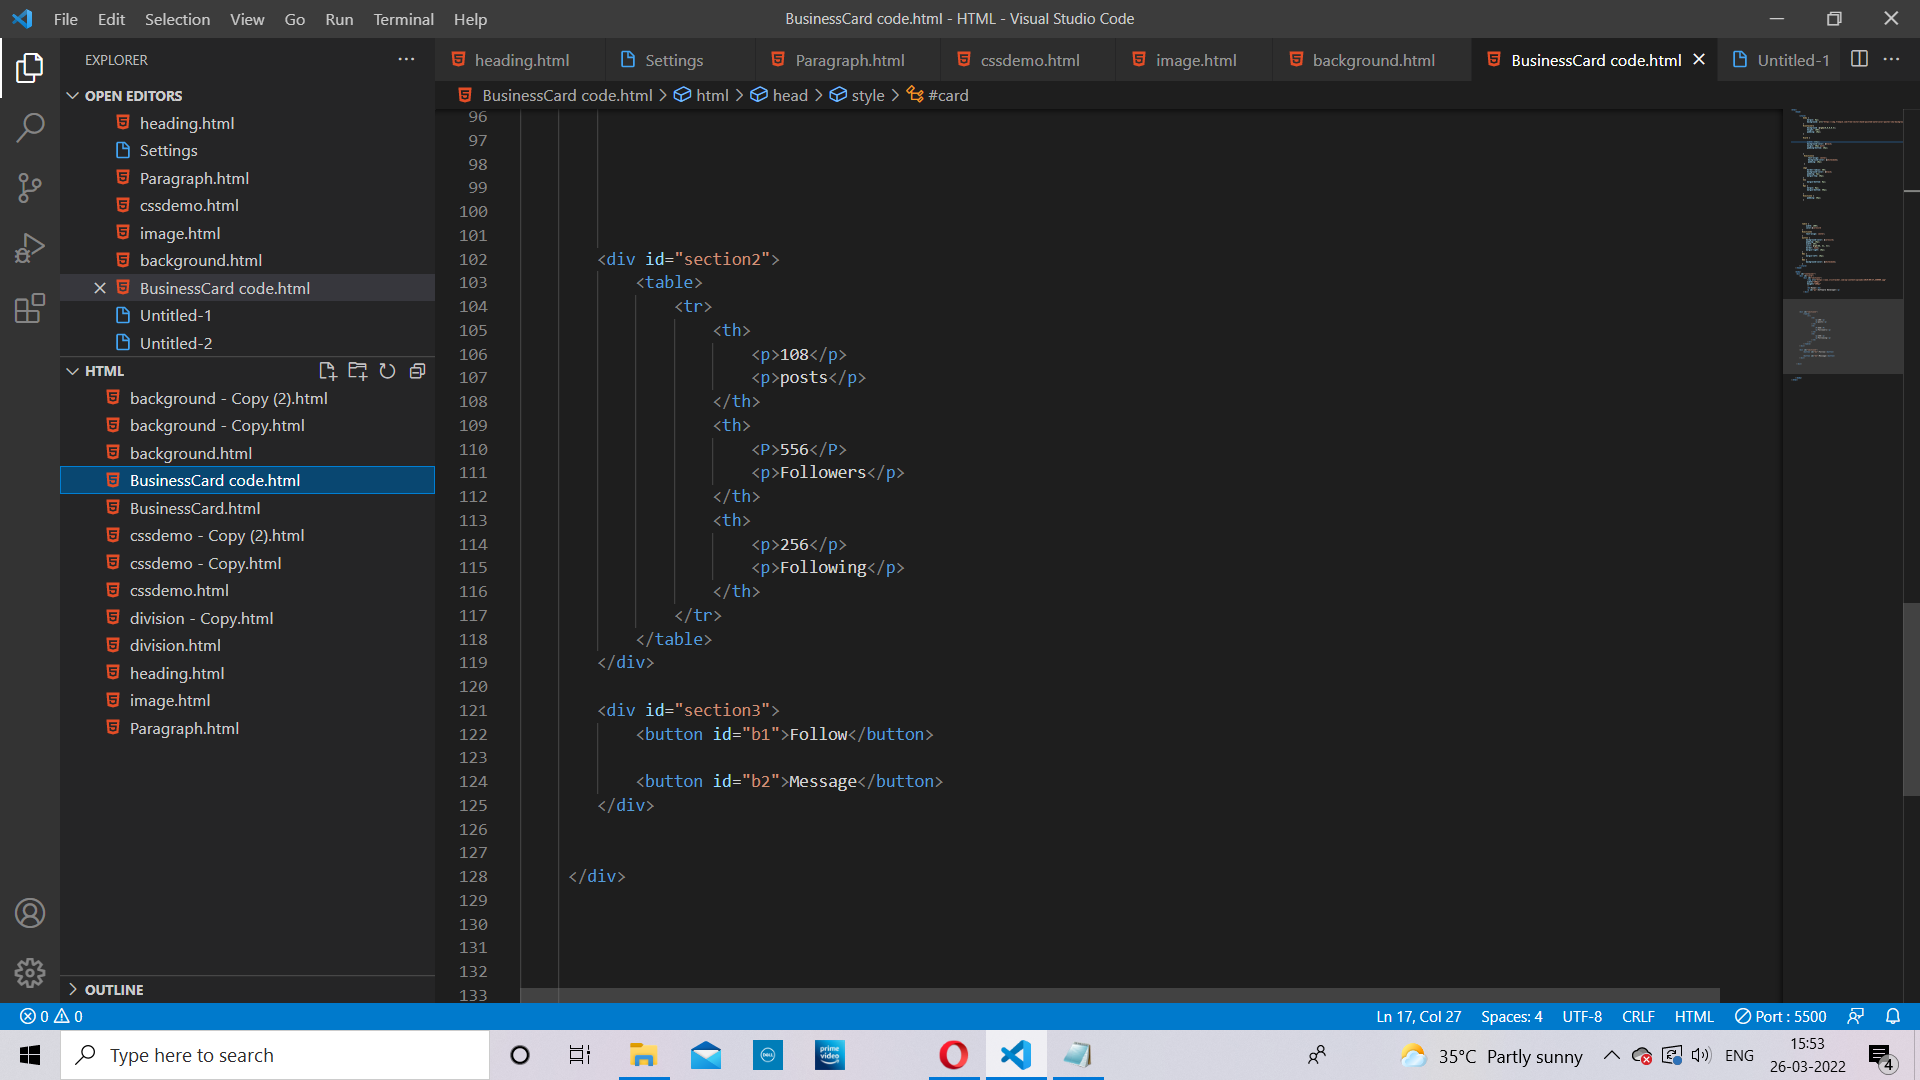 File Edit Selection View Go Run Terminal Help
BusinessCard code.html - HTML - Visual Studio Code
EXPLORER
OPEN EDITORS
heading.html
Settings
Paragraph.html
cssdemo.html
image.html
background.html
BusinessCard code.html
Untitled-1
Untitled-2
HTML
background - Copy (2).html
background - Copy.html
background.html
BusinessCard code.html
BusinessCard.html
cssdemo - Copy (2).html
cssdemo - Copy.html
cssdemo.html
division - Copy.html
division.html
heading.html
image.html
Paragraph.html
OUTLINE
heading.html Settings Paragraph.html cssdemo.html image.html background.html BusinessCard code.html Untitled-1
BusinessCard code.html > html > head > style > #card
96
97
98
99
100
101
102 <div id="section2">
103 <table>
104 <tr>
105 <th>
106 <p>108</p>
107 <p>posts</p>
108 </th>
109 <th>
110 <P>556</P>
111 <p>Followers</p>
112 </th>
113 <th>
114 <p>256</p>
115 <p>Following</p>
116 </th>
117 </tr>
118 </table>
119 </div>
120
121 <div id="section3">
122 <button id="b1">Follow</button>
123
124 <button id="b2">Message</button>
125 </div>
126
127
128 </div>
129
130
131
132
133
0 0 Ln 17, Col 27 Spaces: 4 UTF-8 CRLF HTML Port : 5500
Type here to search
DELL
prime video
35°C Partly sunny
ENG
15:53
26-03-2022
4